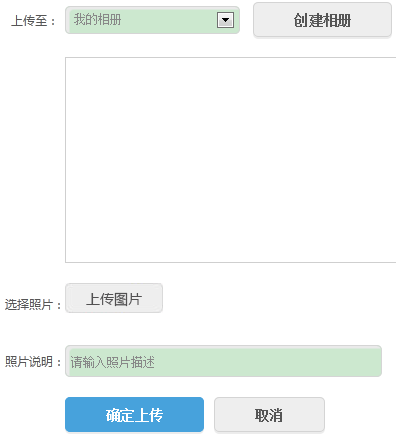 上传至： 我的相册 创建相册
选择照片： 上传图片
照片说明： 请输入照片描述
确定上传 取消